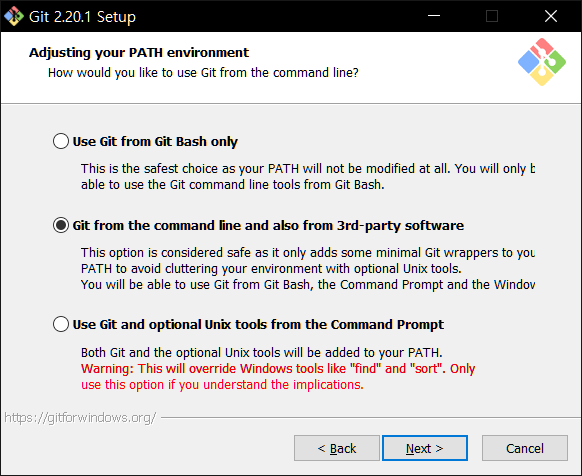 Git 2.20.1 Setup
Adjusting your PATH environment
How would you like to use Git from the command line?
Use Git from Git Bash only
This is the safest choice as your PATH will not be modified at all. You will only b
able to use the Git command line tools from Git Bash.
Git from the command line and also from 3rd-party software
This option is considered safe as it only adds some minimal Git wrappers to you
PATH to avoid cluttering your environment with optional Unix tools.
You will be able to use Git from Git Bash, the Command Prompt and the Window
Use Git and optional Unix tools from the Command Prompt
Both Git and the optional Unix tools will be added to your PATH.
Warning: This will override Windows tools like "find" and "sort". Only
use this option if you understand the implications.
https://gitforwindows.org/
< Back Next > Cancel